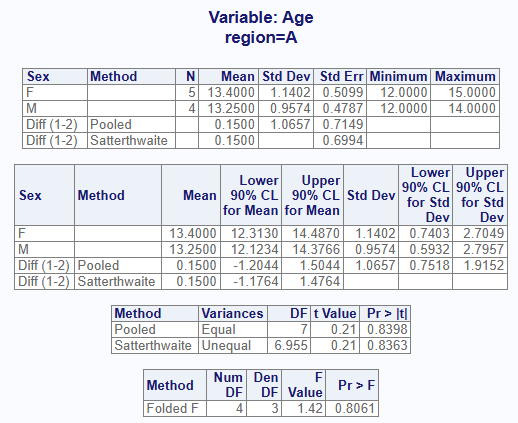 Variable: Age
region=A
Sex Method N Mean Std Dev Std Err Minimum Maximum
F 5 13.4000 1.1402 0.5099 12.0000 15.0000
M 4 13.2500 0.9574 0.4787 12.0000 14.0000
Diff (1-2) Pooled 0.1500 1.0657 0.7149
Diff (1-2) Satterthwaite 0.1500 0.6994
Sex Method Mean Lower 90% CL for Mean Upper 90% CL for Mean Std Dev Lower 90% CL for Std Dev Upper 90% CL for Std Dev
F 13.4000 12.3130 14.4870 1.1402 0.7403 2.7049
M 13.2500 12.1234 14.3766 0.9574 0.5932 2.7957
Diff (1-2) Pooled 0.1500 -1.2044 1.5044 1.0657 0.7518 1.9152
Diff (1-2) Satterthwaite 0.1500 -1.1764 1.4764
Method Variances DF t Value Pr > |t|
Pooled Equal 7 0.21 0.8398
Satterthwaite Unequal 6.955 0.21 0.8363
Method Num DF Den DF F Value Pr > F
Folded F 4 3 1.42 0.8061